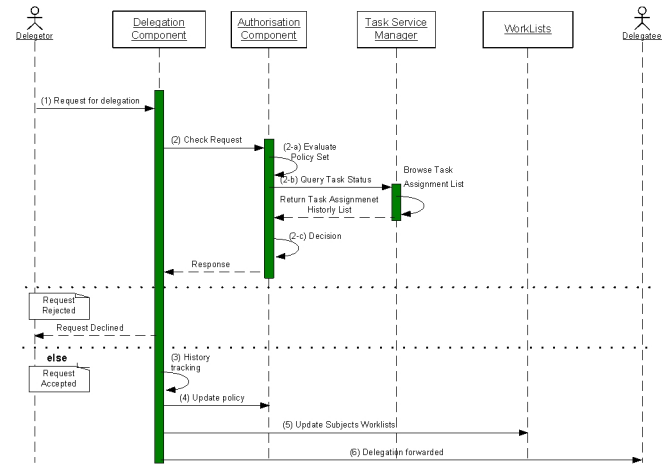 Delegetor
Delegation
Component
Authorisation
Component
Task Service
Manager
WorkLists
Delegatee
(1) Request for delegation
(2) Check Request
(2-a) Evaluate
Policy Set
(2-b) Query Task Status
Browse Task
Assignment List
Return Task Assignmenet
Historly List
(2-c) Decision
Response
Request
Rejected
Request Declined
else
Request
Accepted
(3) History
tracking
(4) Update policy
(5) Update Subjects Worklists
(6) Delegation forwarded